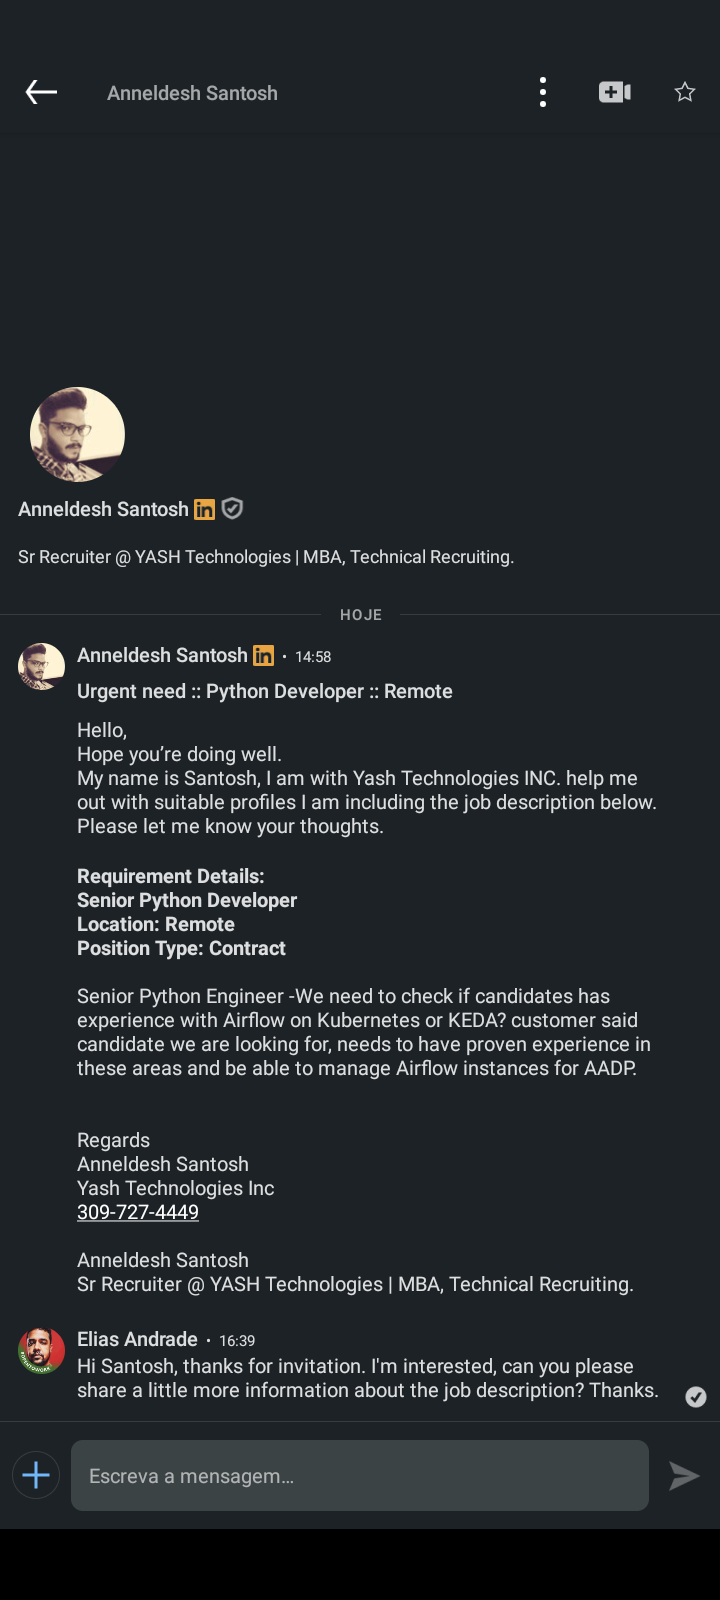 Anneldesh Santosh
Anneldesh Santosh in
Sr Recruiter @ YASH Technologies | MBA, Technical Recruiting.
HOJE
Anneldesh Santosh in · 14:58
Urgent need :: Python Developer :: Remote
Hello,
Hope you’re doing well.
My name is Santosh, I am with Yash Technologies INC. help me
out with suitable profiles I am including the job description below.
Please let me know your thoughts.
Requirement Details:
Senior Python Developer
Location: Remote
Position Type: Contract
Senior Python Engineer -We need to check if candidates has
experience with Airflow on Kubernetes or KEDA? customer said
candidate we are looking for, needs to have proven experience in
these areas and be able to manage Airflow instances for AADP.
Regards
Anneldesh Santosh
Yash Technologies Inc
309-727-4449
Anneldesh Santosh
Sr Recruiter @ YASH Technologies | MBA, Technical Recruiting.
Elias Andrade · 16:39
#OPENTOWORK
Hi Santosh, thanks for invitation. I'm interested, can you please
share a little more information about the job description? Thanks.
Escreva a mensagem...